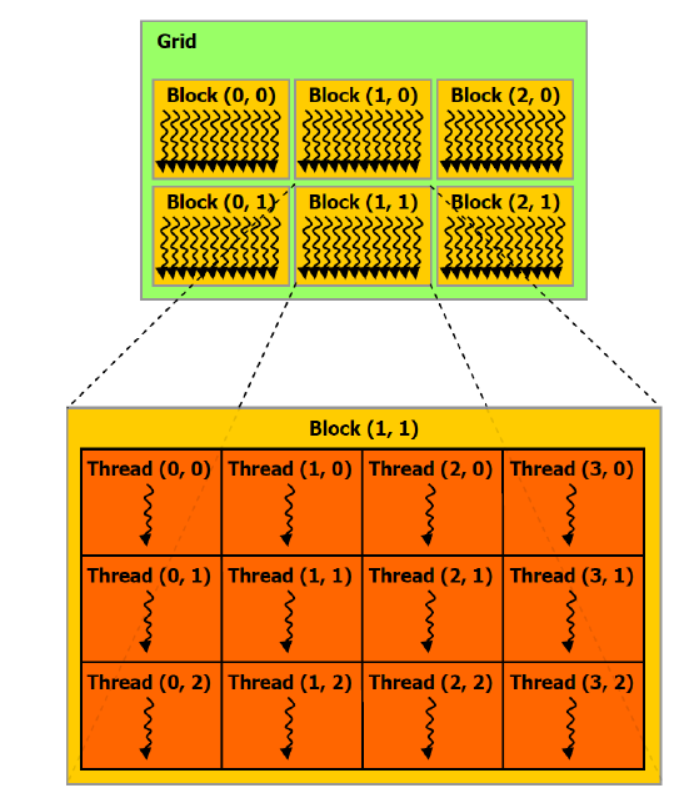 Grid
Block (0, 0) Block (1, 0) Block (2, 0)
Block (0, 1) Block (1, 1) Block (2, 1)
Block (1, 1)
Thread (0, 0) Thread (1, 0) Thread (2, 0) Thread (3, 0)
Thread (0, 1) Thread (1, 1) Thread (2, 1) Thread (3, 1)
Thread (0, 2) Thread (1, 2) Thread (2, 2) Thread (3, 2)